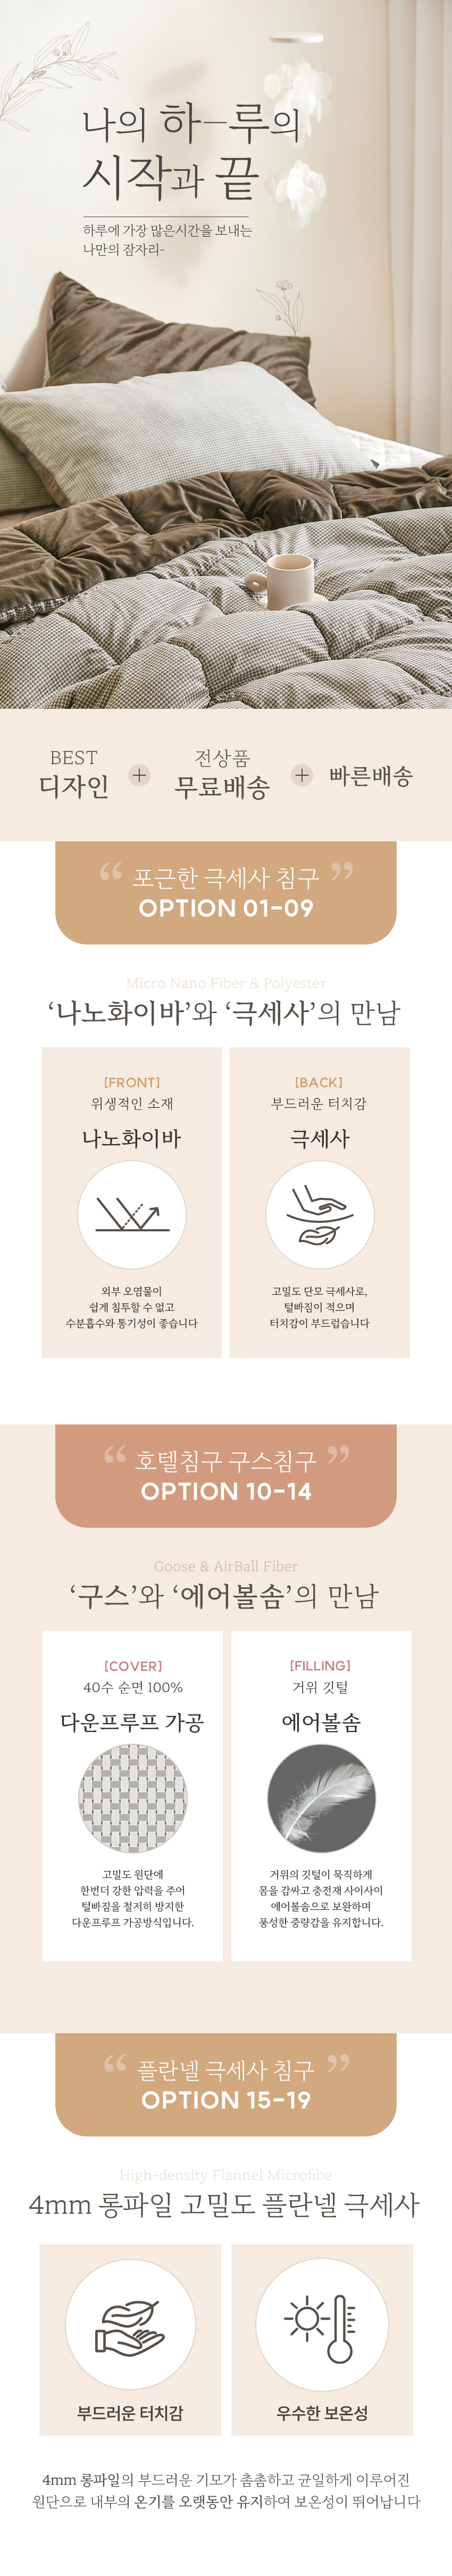 나의 하-루의
시작과 끝
하루에 가장 많은시간을 보내는
나만의 잠자리-
BEST
디자인
+
전상품
무료배송
+
빠른배송
“ 포근한 극세사 침구 ”
OPTION 01-09
Micro Nano Fiber & Polyester
‘나노화이바’와 ‘극세사’의 만남
[FRONT]
위생적인 소재
나노화이바
외부 오염물이
쉽게 침투할 수 없고
수분흡수와 통기성이 좋습니다
[BACK]
부드러운 터치감
극세사
고밀도 단모 극세사로,
털빠짐이 적으며
터치감이 부드럽습니다
“ 호텔침구 구스침구 ”
OPTION 10-14
Goose & AirBall Fiber
‘구스’와 ‘에어볼솜’의 만남
[COVER]
40수 순면 100%
다운프루프 가공
고밀도 원단에
한번더 강한 압력을 주어
털빠짐을 철저히 방지한
다운프루프 가공방식입니다.
[FILLING]
거위 깃털
에어볼솜
거위의 깃털이 묵직하게
몸을 감싸고 충전재 사이사이
에어볼솜으로 보완하며
풍성한 중량감을 유지합니다.
“ 플란넬 극세사 침구 ”
OPTION 15-19
High-density Flannel Microfibe
4mm 롱파일 고밀도 플란넬 극세사
부드러운 터치감
우수한 보온성
4mm 롱파일의 부드러운 기모가 촘촘하고 균일하게 이루어진
원단으로 내부의 온기를 오랫동안 유지하여 보온성이 뛰어납니다